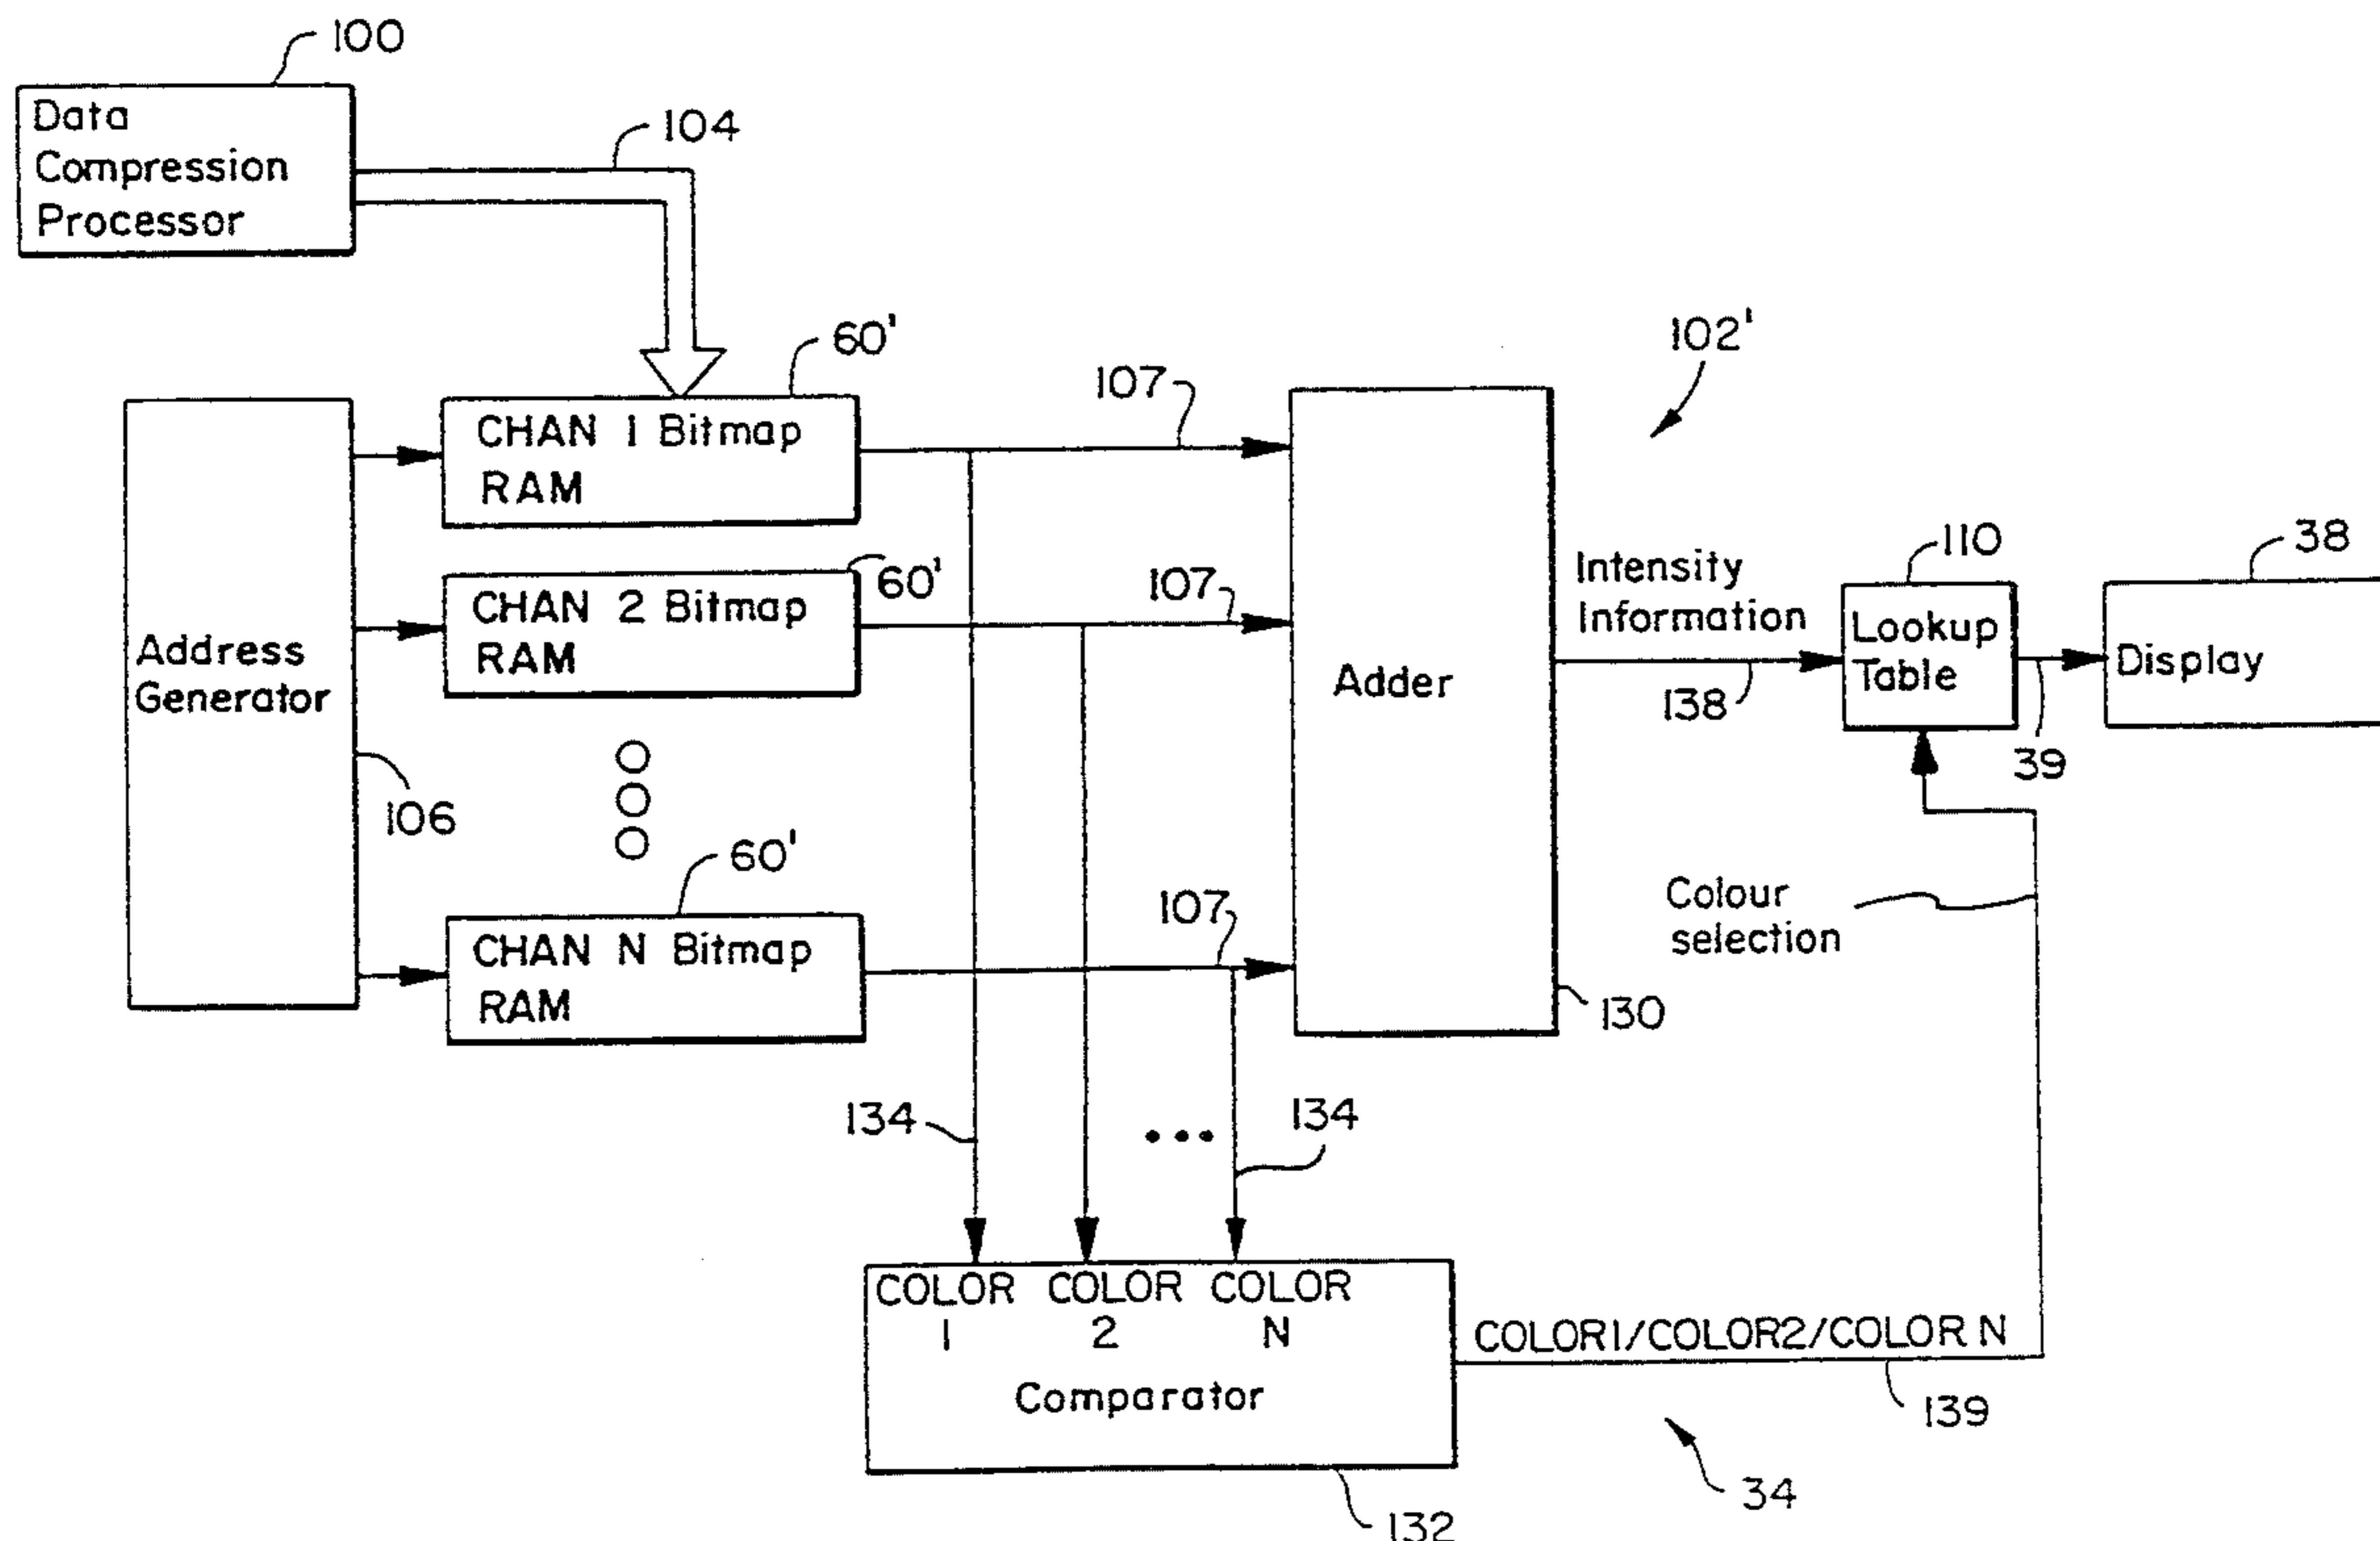 100
Data
Compression
Processor
104
60'
102'
107
CHAN 1 Bitmap
RAM
38
110
60'
107
Intensity
Information
CHAN 2 Bitmap
RAM
Lookup
Table
Address
Generator
Adder
Display
138
39
106
60'
Colour
selection
107
CHAN N Bitmap
RAM
130
134
134
COLOR COLOR COLOR
1 2 N
COLOR1/COLOR2/COLOR N
Comparator
139
34
132